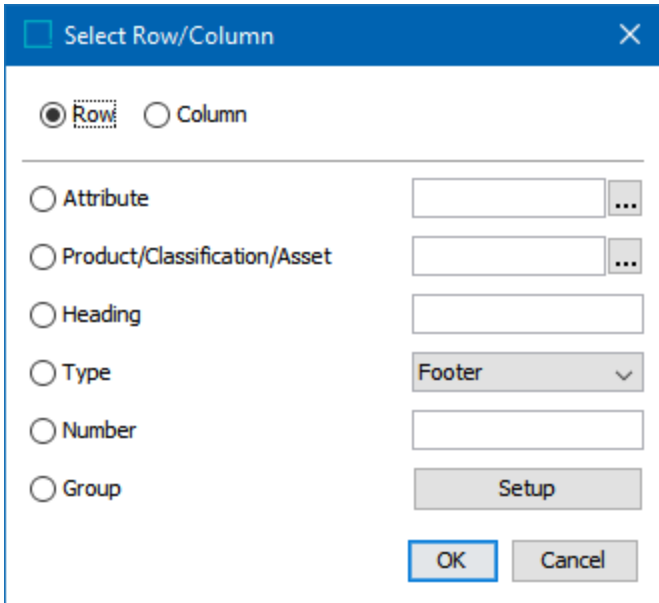 Select Row/Column
Row Column
Attribute ...
Product/Classification/Asset ...
Heading
Type Footer
Number
Group Setup
OK Cancel